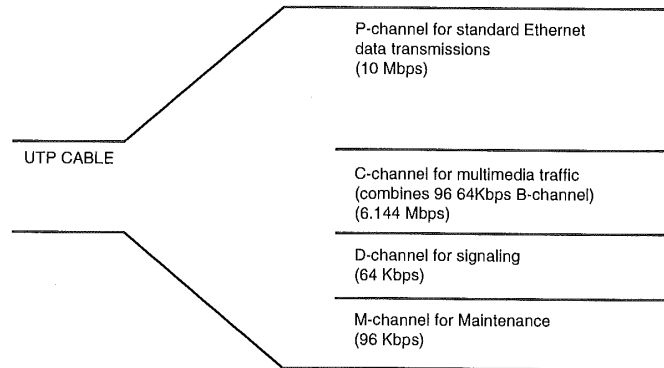 P-channel for standard Ethernet
data transmissions
(10 Mbps)
UTP CABLE
C-channel for multimedia traffic
(combines 96 64Kbps B-channel)
(6.144 Mbps)
D-channel for signaling
(64 Kbps)
M-channel for Maintenance
(96 Kbps)